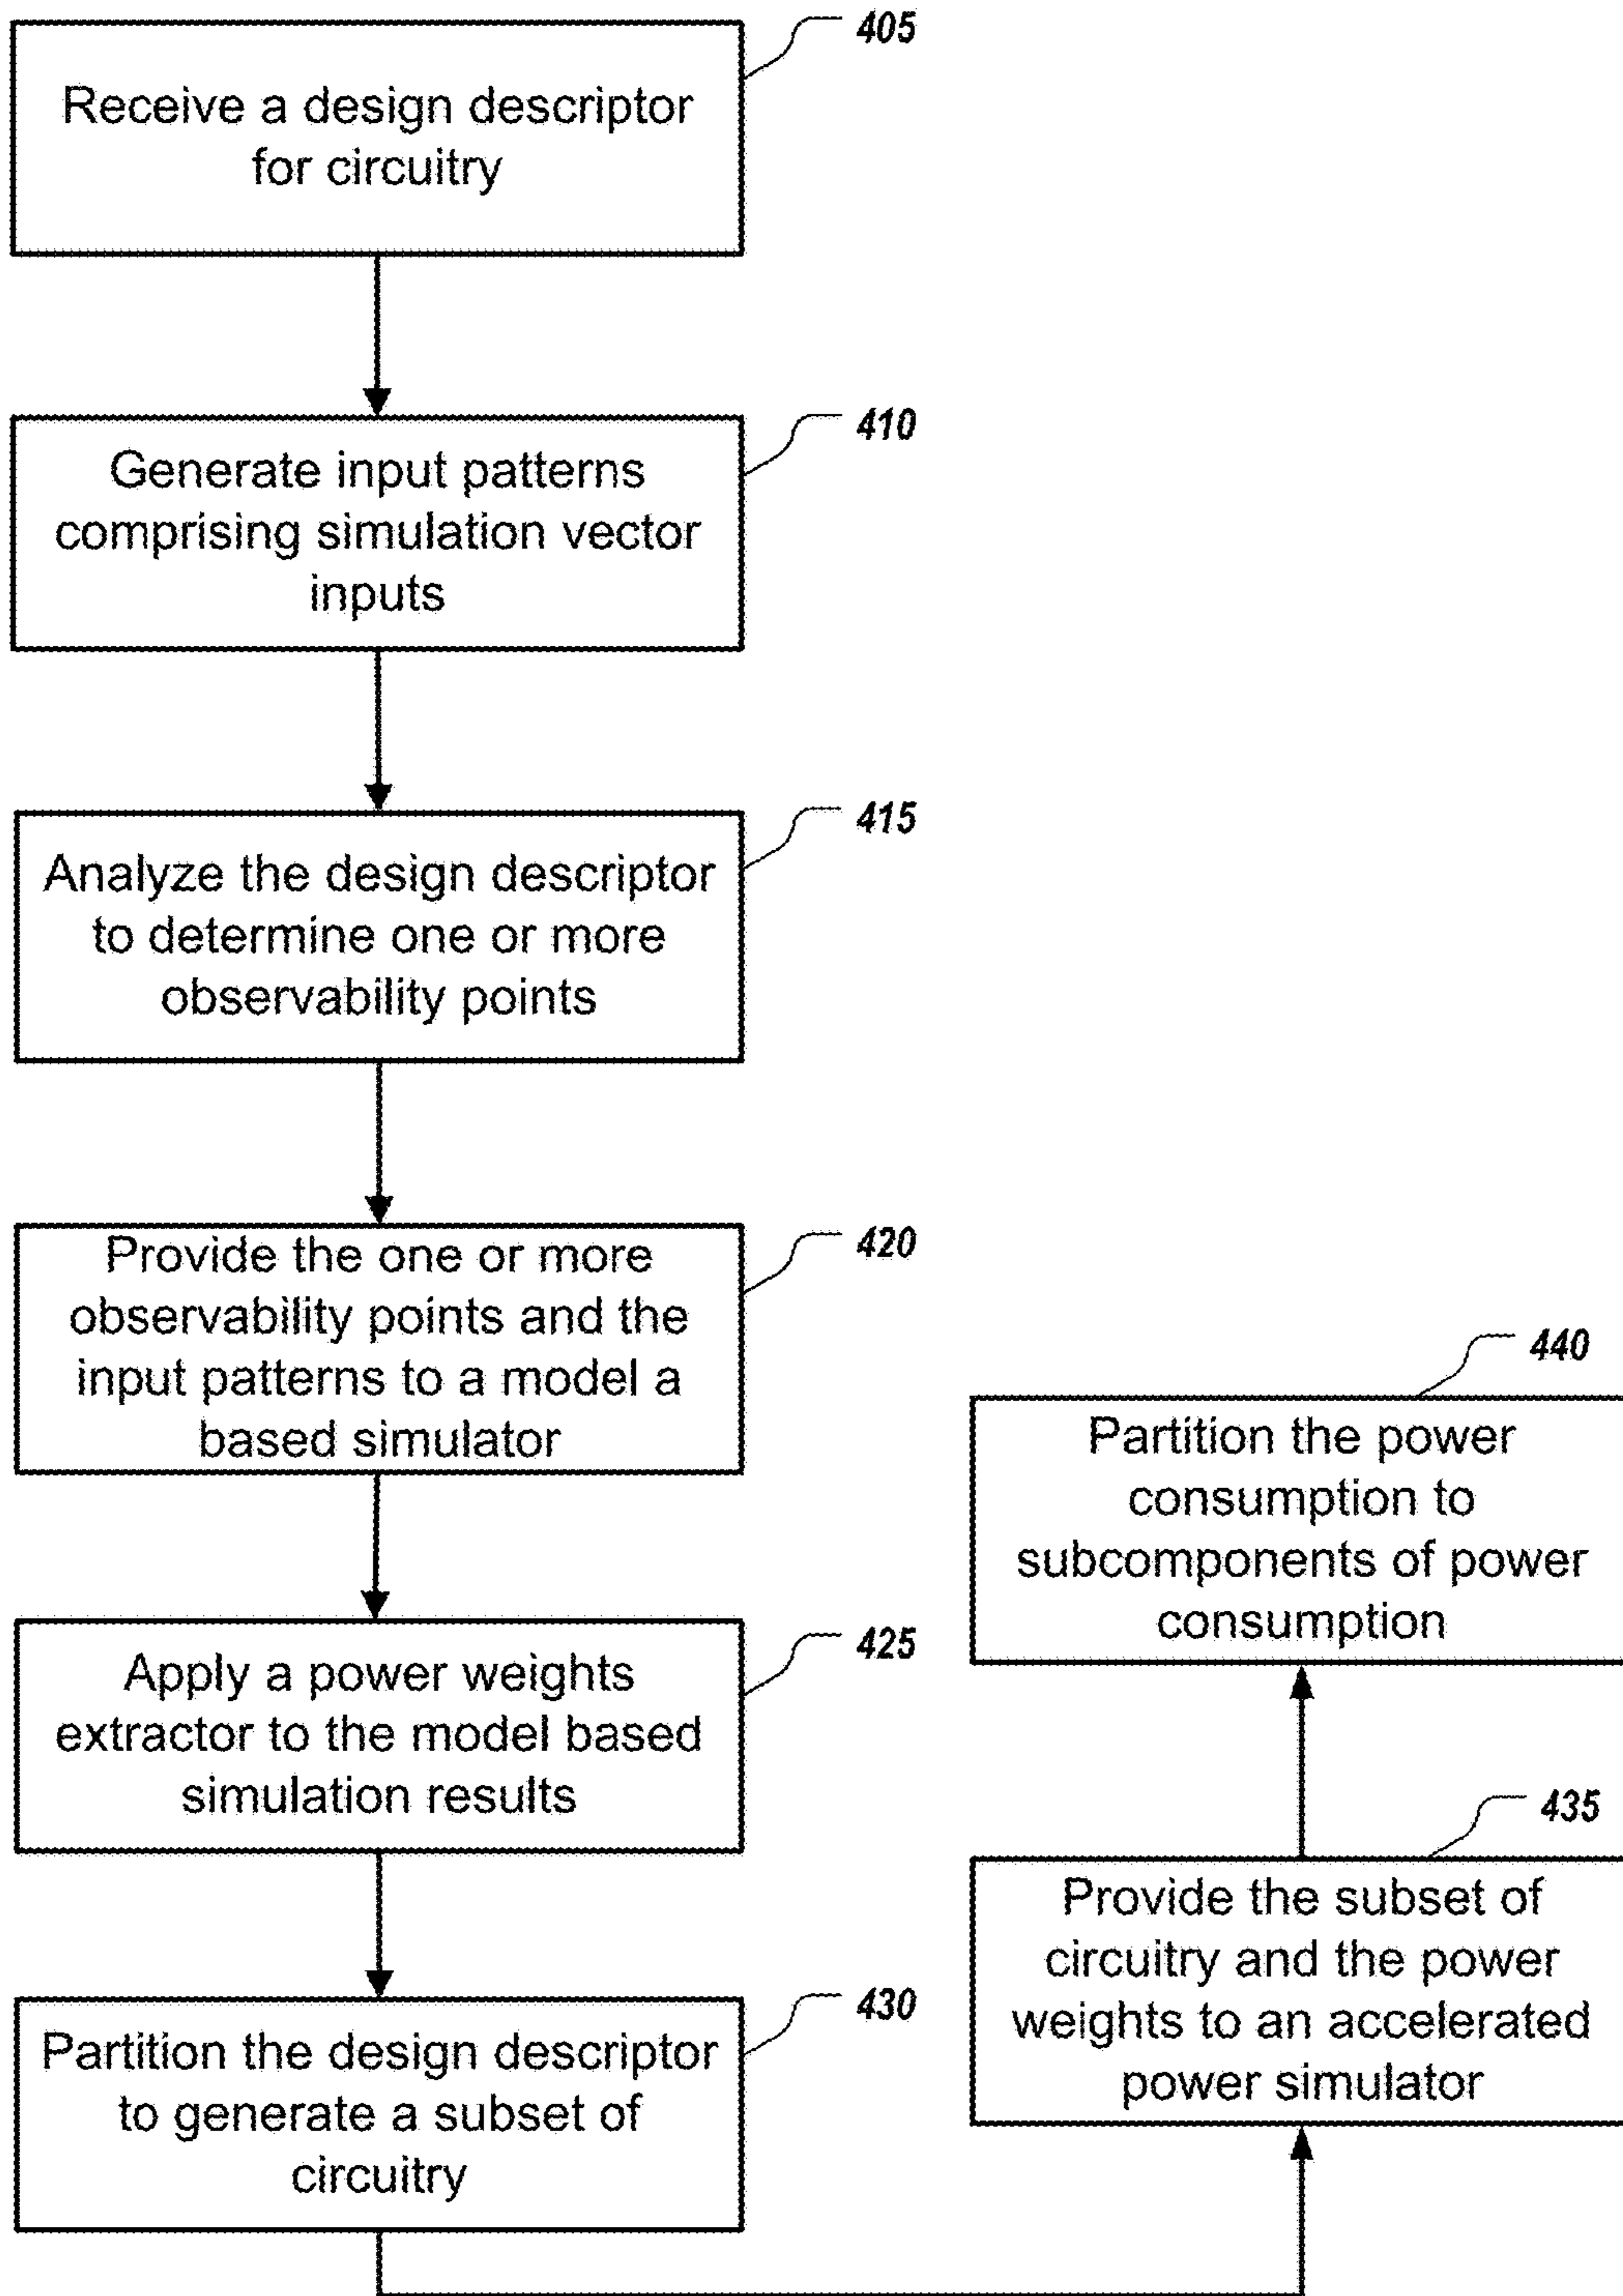 405
Receive a design descriptor
for circuitry
410
Generate input patterns
comprising simulation vector
inputs
415
Analyze the design descriptor
to determine one or more
observability points
420
Provide the one or more
observability points and the
input patterns to a model a
based simulator
425
Apply a power weights
extractor to the model based
simulation results
430
Partition the design descriptor
to generate a subset of
circuitry
435
Provide the subset of
circuitry and the power
weights to an accelerated
power simulator
440
Partition the power
consumption to
subcomponents of power
consumption